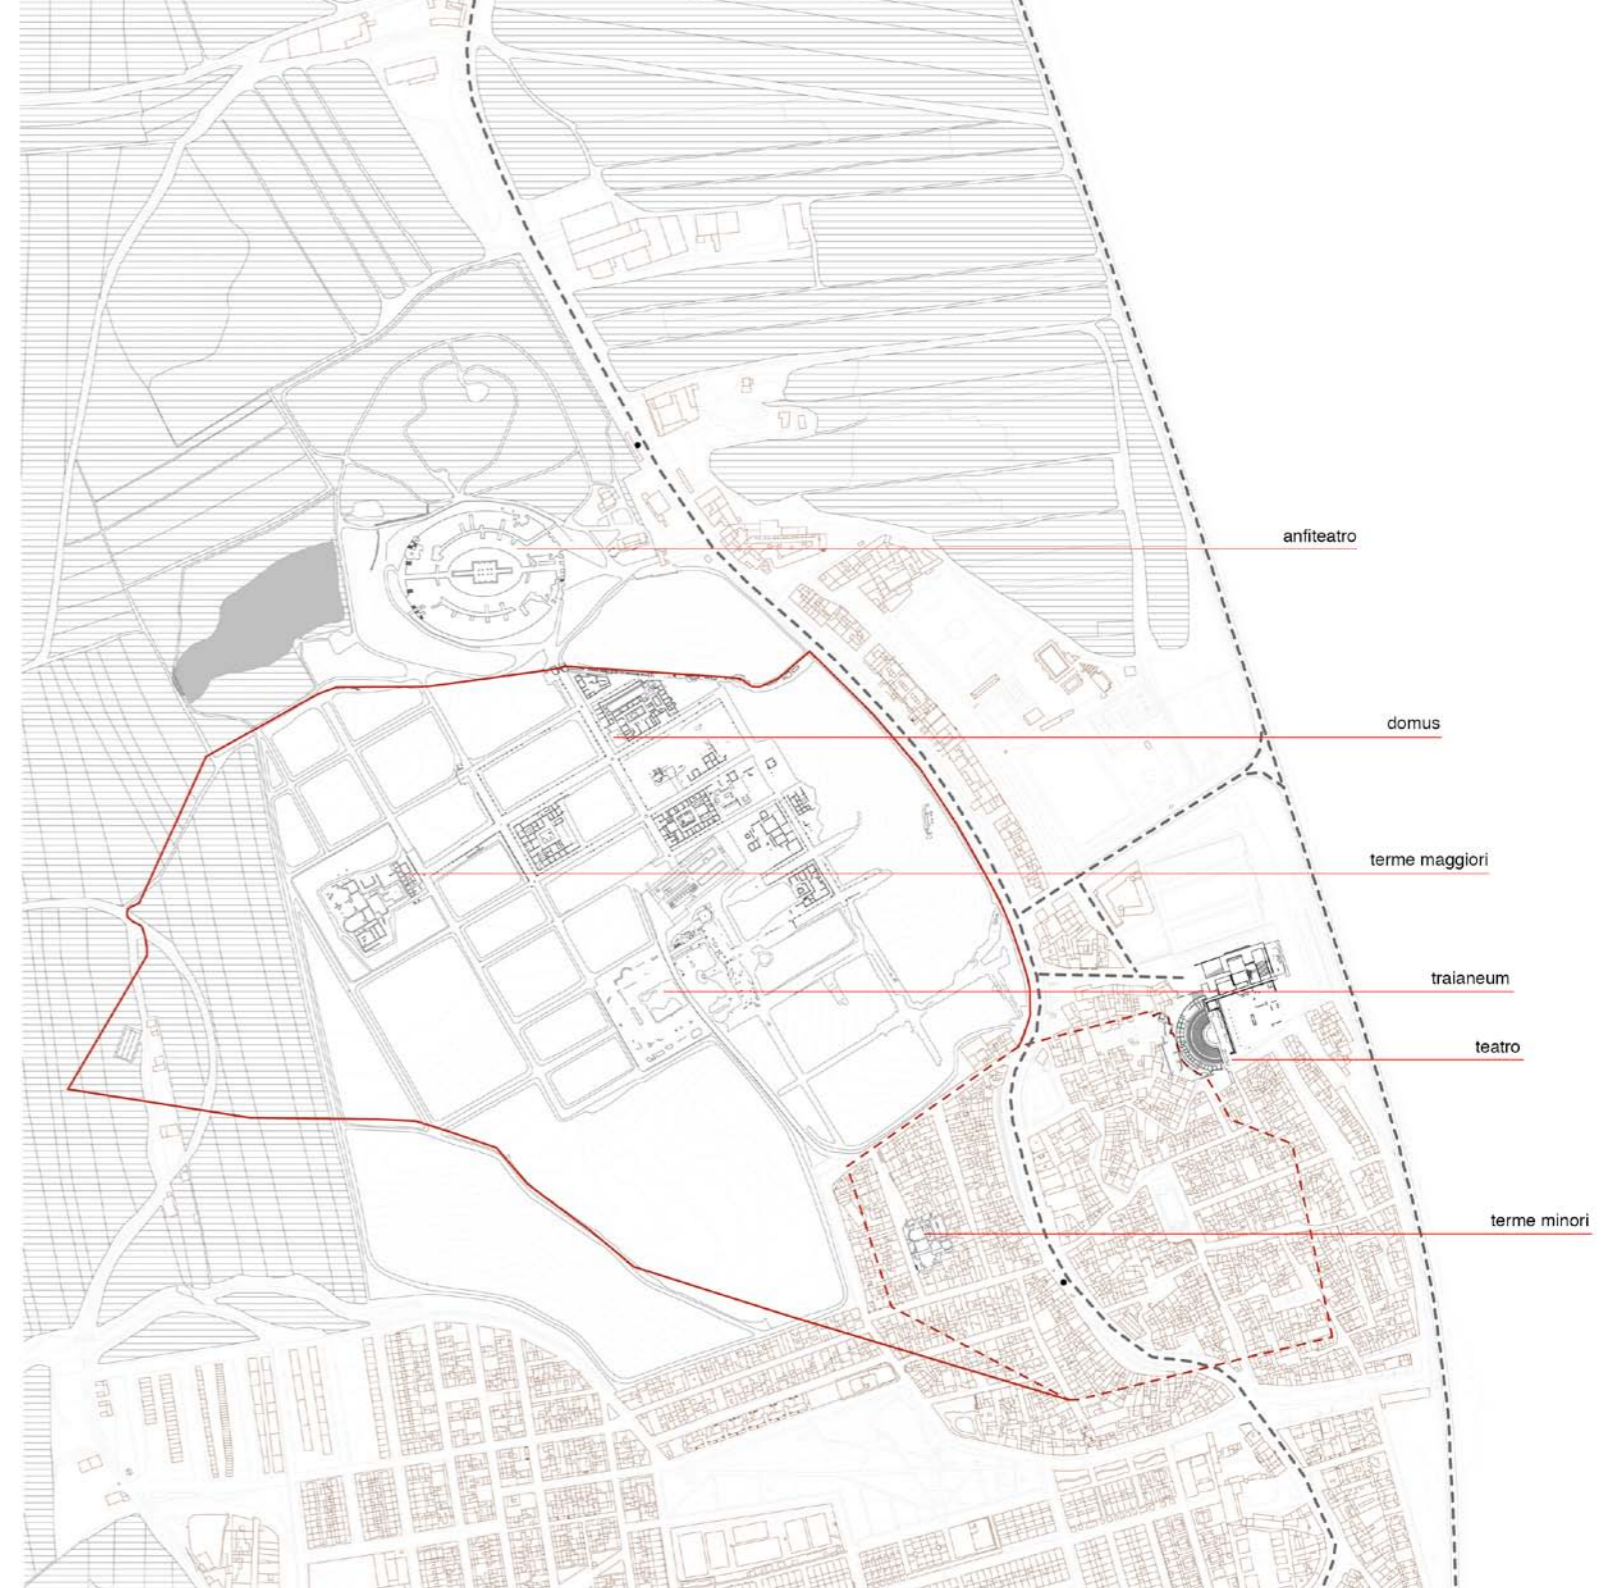 anfiteatro
domus
terme maggiori
traianeum
teatro
terme minori